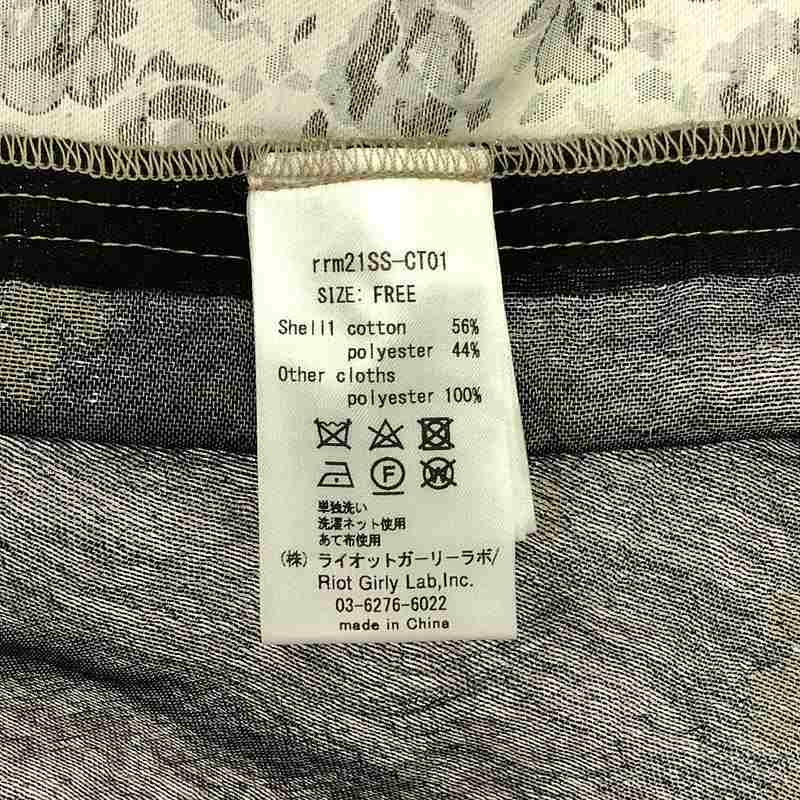 rrm21SS-CT01
SIZE: FREE
Shell1 cotton 56%
polyester 44%
Other cloths
polyester 100%
F W
単独洗い
洗濯ネット使用
あて布使用
(株)ライオットガーリーラボ/
Riot Girly Lab,Inc.
03-6276-6022
made in China